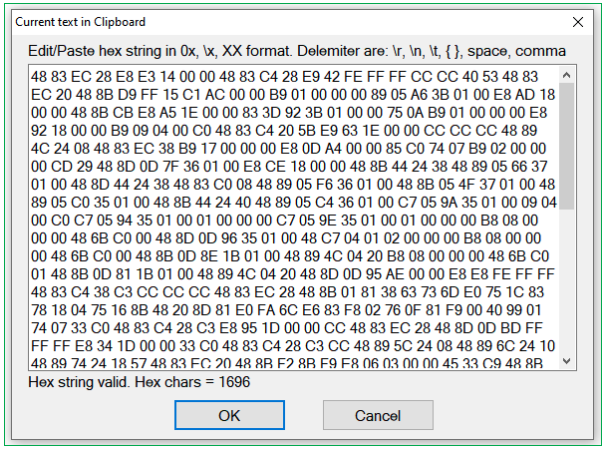 Current text in Clipboard
Edit/Paste hex string in 0x, \x, XX format. Delemiter are: \r, \n, \t, { }, space, comma
48 83 EC 28 E8 E3 14 00 00 48 83 C4 28 E9 42 FE FF FF CC CC 40 53 48 83
EC 20 48 8B D9 FF 15 C1 AC 00 00 B9 01 00 00 00 89 05 A6 3B 01 00 E8 AD 18
00 00 48 8B CB E8 A5 1E 00 00 83 3D 92 3B 01 00 00 75 0A B9 01 00 00 00 E8
92 18 00 00 B9 09 04 00 C0 48 83 C4 20 5B E9 63 1E 00 00 CC CC CC 48 89
4C 24 08 48 83 EC 38 B9 17 00 00 00 E8 0D A4 00 00 85 C0 74 07 B9 02 00 00
00 CD 29 48 8D 0D 7F 36 01 00 E8 CE 18 00 00 48 8B 44 24 38 48 89 05 66 37
01 00 48 8D 44 24 38 48 83 C0 08 48 89 05 F6 36 01 00 48 8B 05 4F 37 01 00 48
89 05 C0 35 01 00 48 8B 44 24 40 48 89 05 C4 36 01 00 C7 05 9A 35 01 00 09 04
00 C0 C7 05 94 35 01 00 01 00 00 00 C7 05 9E 35 01 00 01 00 00 00 B8 08 00
00 00 48 6B C0 00 48 8D 0D 96 35 01 00 48 C7 04 01 02 00 00 00 B8 08 00 00
00 48 6B C0 00 48 8B 0D 8E 1B 01 00 48 89 4C 04 20 B8 08 00 00 00 48 6B C0
01 48 8B 0D 81 1B 01 00 48 89 4C 04 20 48 8D 0D 95 AE 00 00 E8 E8 FE FF FF
48 83 C4 38 C3 CC CC CC 48 83 EC 28 48 8B 01 81 38 63 73 6D E0 75 1C 83
78 18 04 75 16 8B 48 20 8D 81 E0 FA 6C E6 83 F8 02 76 0F 81 F9 00 40 99 01
74 07 33 C0 48 83 C4 28 C3 E8 95 1D 00 00 CC 48 83 EC 28 48 8D 0D BD FF
FF FF E8 34 1D 00 00 33 C0 48 83 C4 28 C3 CC 48 89 5C 24 08 48 89 6C 24 10
48 89 74 24 18 57 48 83 EC 20 48 8B F2 8B F9 E8 06 03 00 00 45 33 C9 48 8B
Hex string valid. Hex chars = 1696
OK Cancel